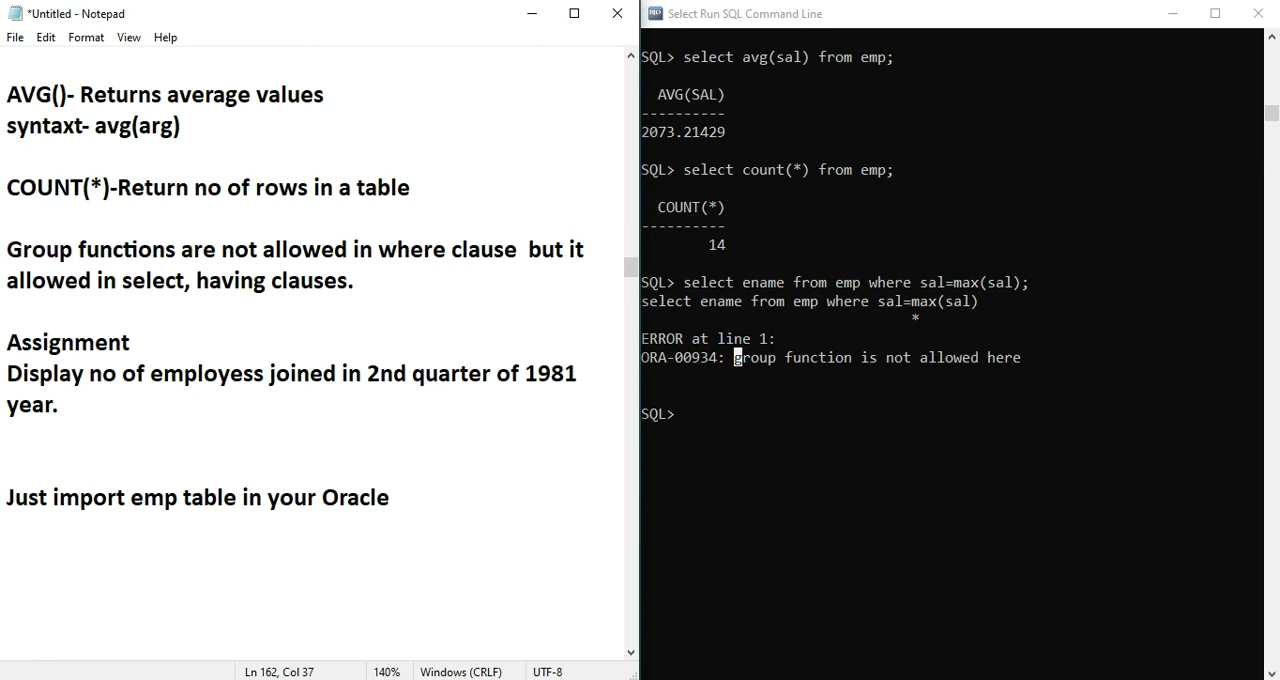 *Untitled - Notepad
File Edit Format View Help
AVG()- Returns average values
syntaxt- avg(arg)
COUNT(*)-Return no of rows in a table
Group functions are not allowed in where clause  but it
allowed in select, having clauses.
Assignment
Display no of employess joined in 2nd quarter of 1981
year.
Just import emp table in your Oracle
Ln 162, Col 37 140% Windows (CRLF) UTF-8
Select Run SQL Command Line
SQL> select avg(sal) from emp;
AVG(SAL)
----------
2073.21429
SQL> select count(*) from emp;
COUNT(*)
----------
14
SQL> select ename from emp where sal=max(sal);
select ename from emp where sal=max(sal)
*
ERROR at line 1:
ORA-00934: group function is not allowed here
SQL>